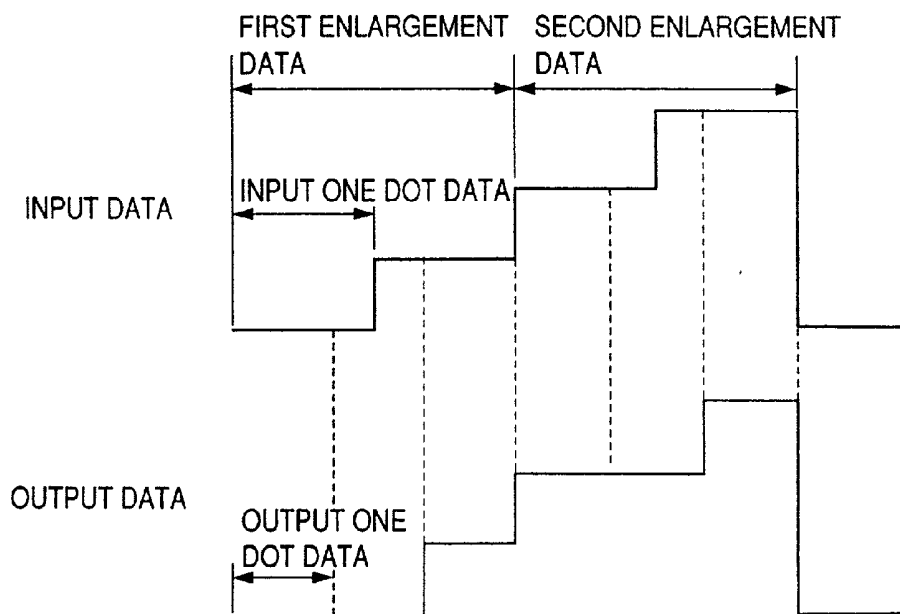 FIRST ENLARGEMENT
DATA
SECOND ENLARGEMENT
DATA
INPUT ONE DOT DATA
INPUT DATA
OUTPUT DATA
OUTPUT ONE
DOT DATA